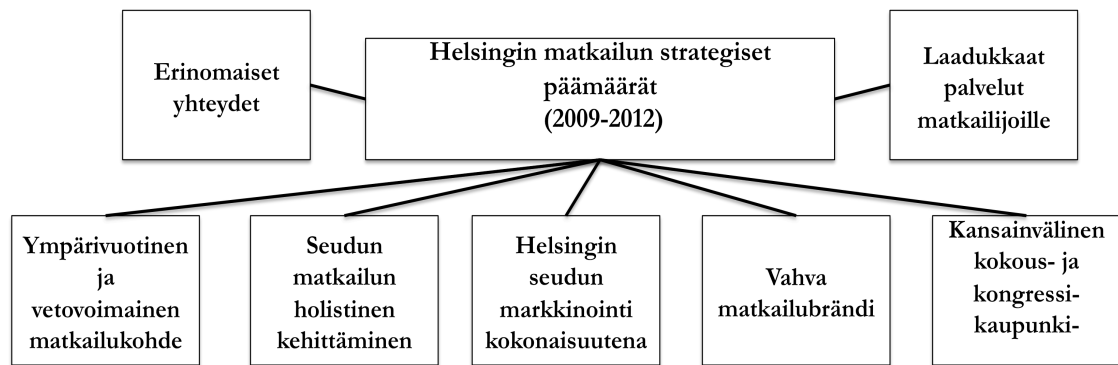 Erinomaiset
yhteydet
Helsingin matkailun strategiset
päämäärät
(2009-2012)
Laadukkaat
palvelut
matkailijoille
Ympärivuotinen
ja
vetovoimainen
matkailukohde
Seudun
matkailun
holistinen
kehittäminen
Helsingin
seudun
markkinointi
kokonaisuutena
Vahva
matkailubrändi
Kansainvälinen
kokous- ja
kongressi-
kaupunki-